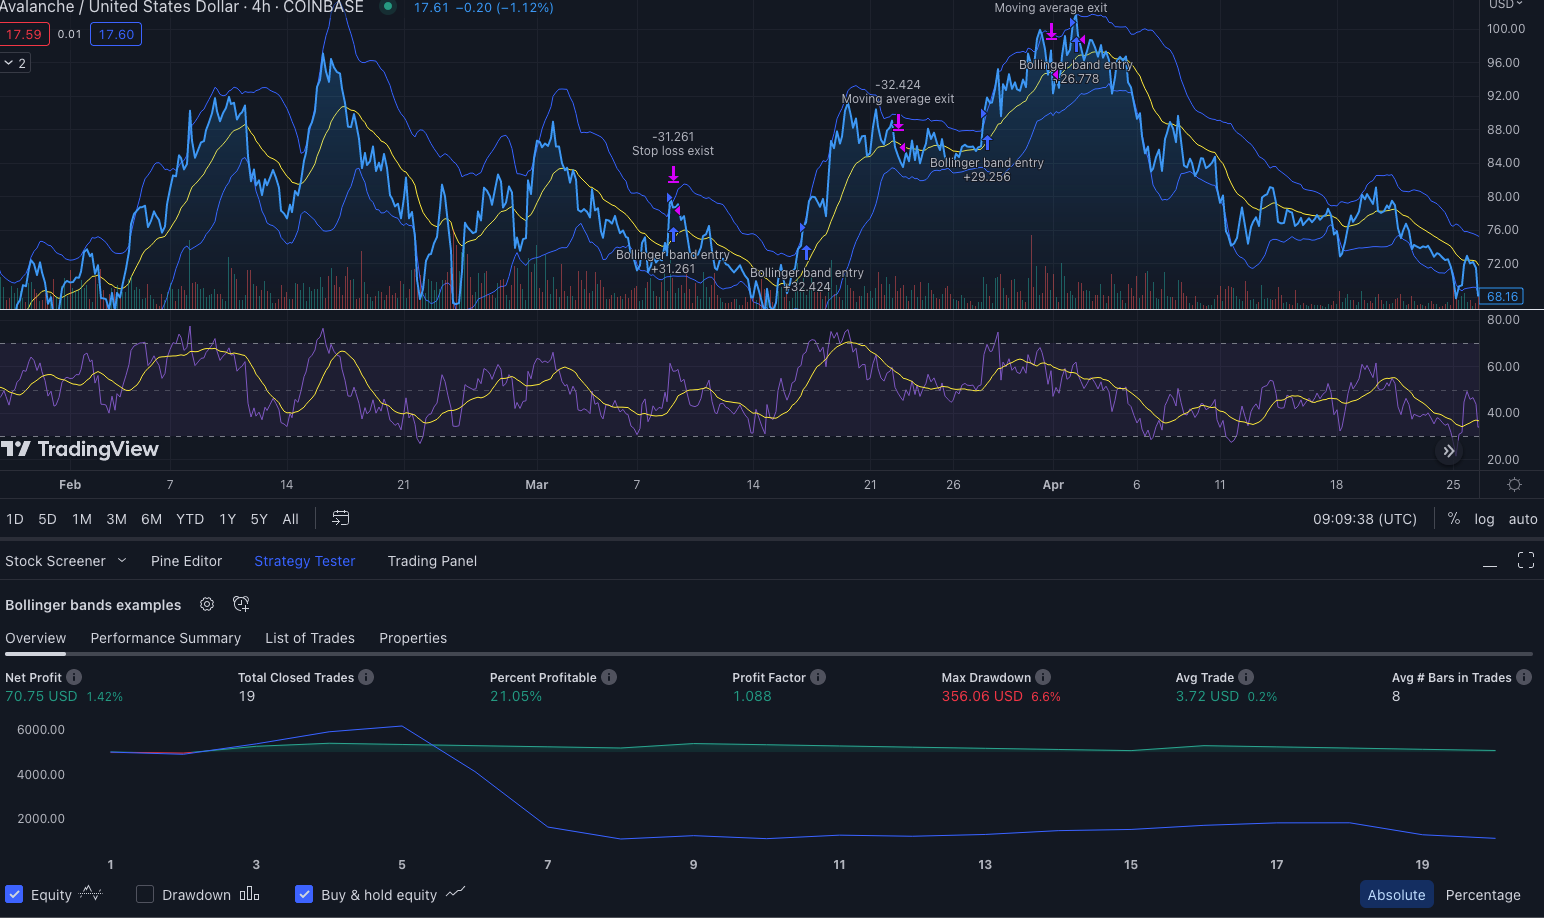 Avalanche / United States Dollar · 4h · COINBASE 17.61 −0.20 (−1.12%)
17.59 0.01 17.60
2
USD
Moving average exit
Bollinger band entry
+26.778
-32.424
Moving average exit
-31.261
Stop loss exist
Bollinger band entry
+29.256
Bollinger band entry
+31.261
Bollinger band entry
+32.424
100.00
96.00
92.00
88.00
84.00
80.00
76.00
72.00
68.16
80.00
60.00
40.00
20.00
TradingView
Feb 7 14 21 Mar 7 14 21 26 Apr 6 11 18 25
1D 5D 1M 3M 6M YTD 1Y 5Y All 09:09:38 (UTC) % log auto
Stock Screener Pine Editor Strategy Tester Trading Panel
Bollinger bands examples
Overview Performance Summary List of Trades Properties
Net Profit Total Closed Trades Percent Profitable Profit Factor Max Drawdown Avg Trade Avg # Bars in Trades
70.75 USD 1.42% 19 21.05% 1.088 356.06 USD 6.6% 3.72 USD 0.2% 8
6000.00
4000.00
2000.00
1 3 5 7 9 11 13 15 17 19
Equity Drawdown Buy & hold equity Absolute Percentage